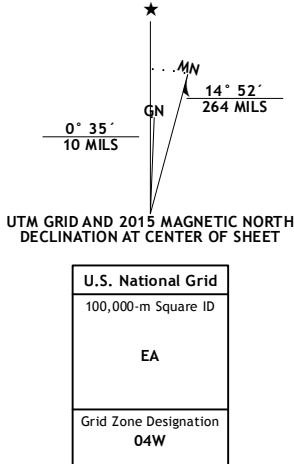 ★
MN
GN
14° 52´
264 MILS
0° 35´
10 MILS
UTM GRID AND 2015 MAGNETIC NORTH
DECLINATION AT CENTER OF SHEET
U.S. National Grid
100,000-m Square ID
EA
Grid Zone Designation
04W